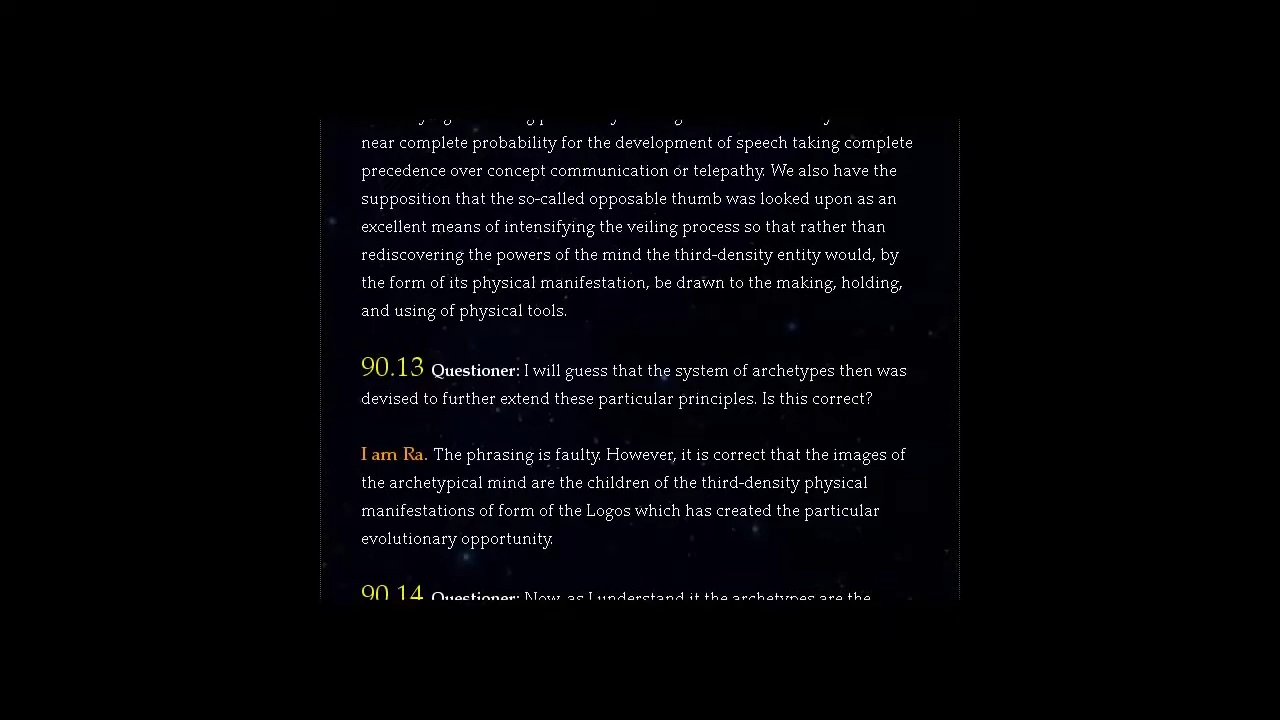 near complete probability for the development of speech taking complete
precedence over concept communication or telepathy. We also have the
supposition that the so-called opposable thumb was looked upon as an
excellent means of intensifying the veiling process so that rather than
rediscovering the powers of the mind the third-density entity would, by
the form of its physical manifestation, be drawn to the making, holding,
and using of physical tools.
90.13 Questioner: I will guess that the system of archetypes then was
devised to further extend these particular principles. Is this correct?
I am Ra. The phrasing is faulty. However, it is correct that the images of
the archetypical mind are the children of the third-density physical
manifestations of form of the Logos which has created the particular
evolutionary opportunity.
90.14 Questioner: Now, as I understand it the archetypes are the